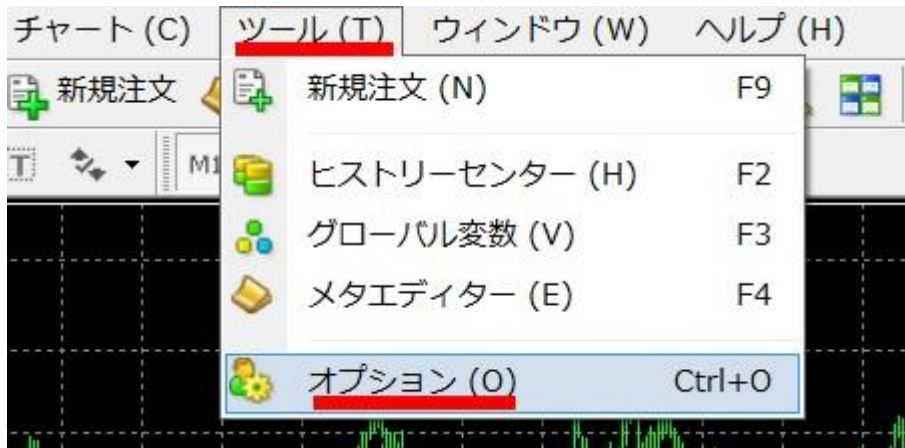 チャート (C) ツール (T) ウィンドウ (W) ヘルプ (H)
新規注文
新規注文 (N) F9
T M1
ヒストリーセンター (H) F2
グローバル変数 (V) F3
メタエディター (E) F4
オプション (O) Ctrl+O